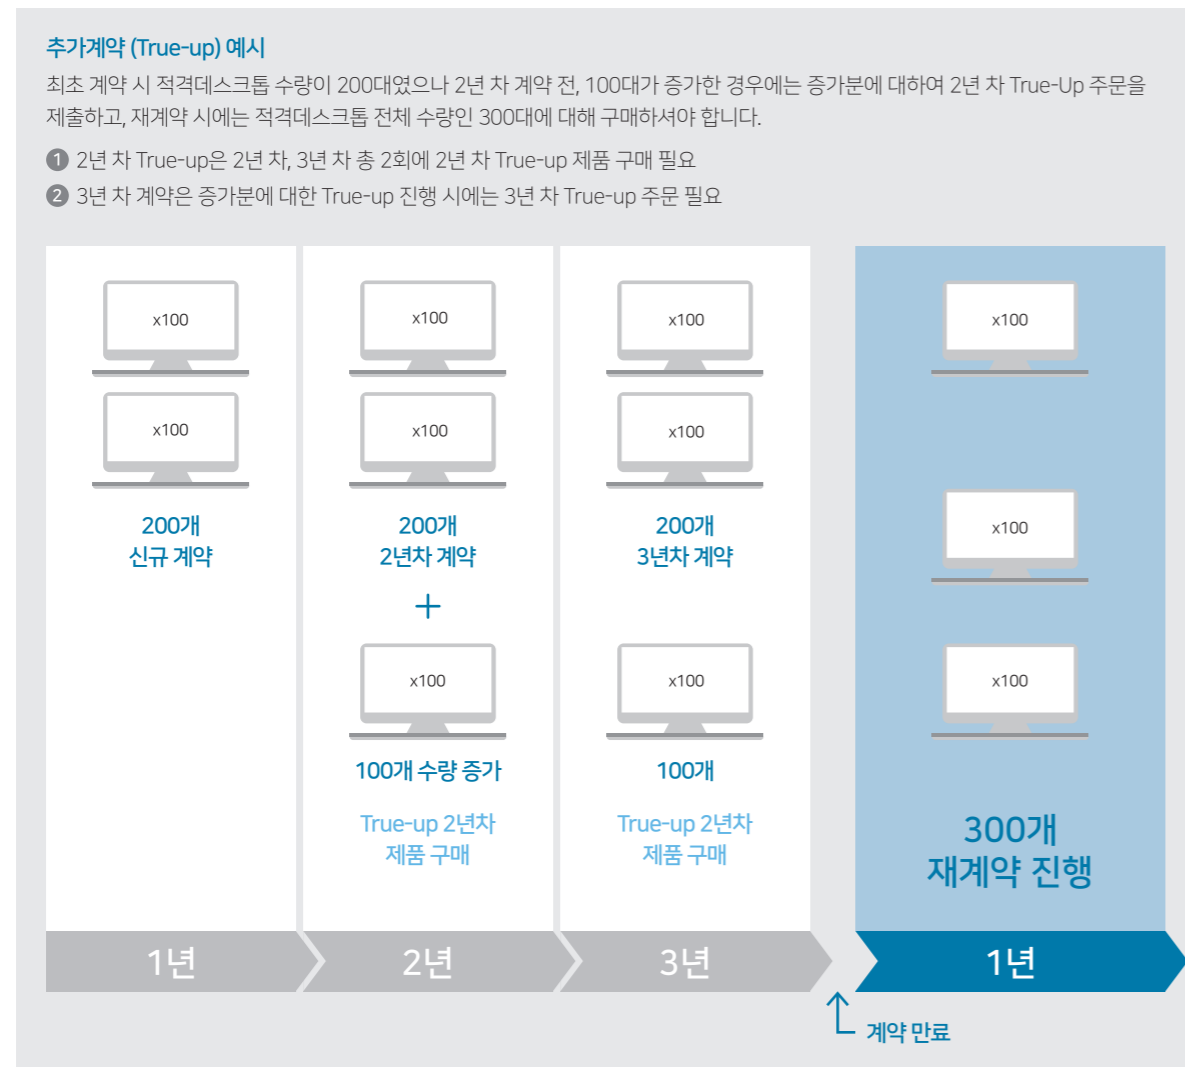 추가계약 (True-up) 예시
최초 계약 시 적격데스크톱 수량이 200대였으나 2년 차 계약 전, 100대가 증가한 경우에는 증가분에 대하여 2년 차 True-Up 주문을
제출하고, 재계약 시에는 적격데스크톱 전체 수량인 300대에 대해 구매하셔야 합니다.
1 2년 차 True-up은 2년 차, 3년 차 총 2회에 2년 차 True-up 제품 구매 필요
2 3년 차 계약은 증가분에 대한 True-up 진행 시에는 3년 차 True-up 주문 필요
x100
x100
200개
신규 계약
1년
x100
x100
200개
2년차 계약
+
x100
100개 수량 증가
True-up 2년차
제품 구매
2년
x100
x100
200개
3년차 계약
x100
100개
True-up 2년차
제품 구매
3년
계약 만료
x100
x100
x100
300개
재계약 진행
1년